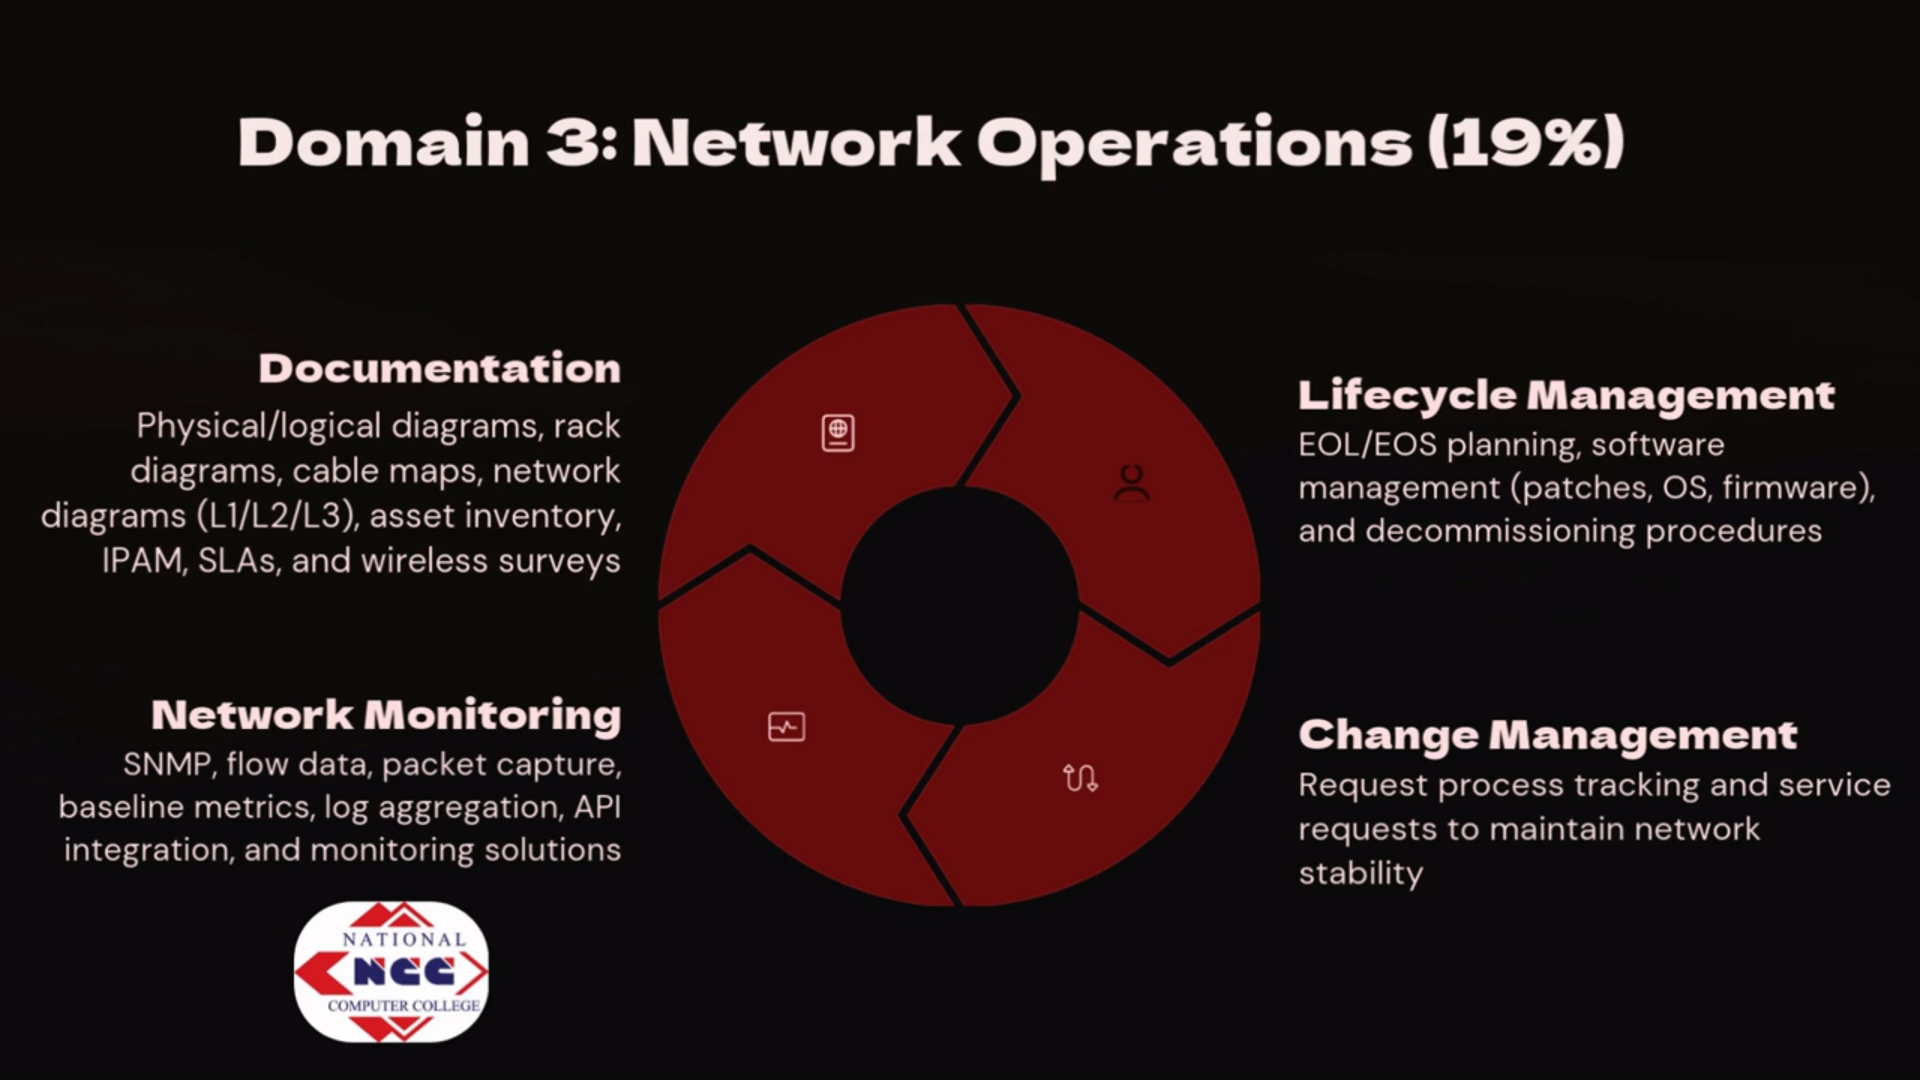 Domain 3: Network Operations (19%)
Documentation
Physical/logical diagrams, rack
diagrams, cable maps, network
diagrams (L1/L2/L3), asset inventory,
IPAM, SLAs, and wireless surveys
Lifecycle Management
EOL/EOS planning, software
management (patches, OS, firmware),
and decommissioning procedures
Network Monitoring
SNMP, flow data, packet capture,
baseline metrics, log aggregation, API
integration, and monitoring solutions
Change Management
Request process tracking and service
requests to maintain network
stability
NATIONAL
NCC
COMPUTER COLLEGE